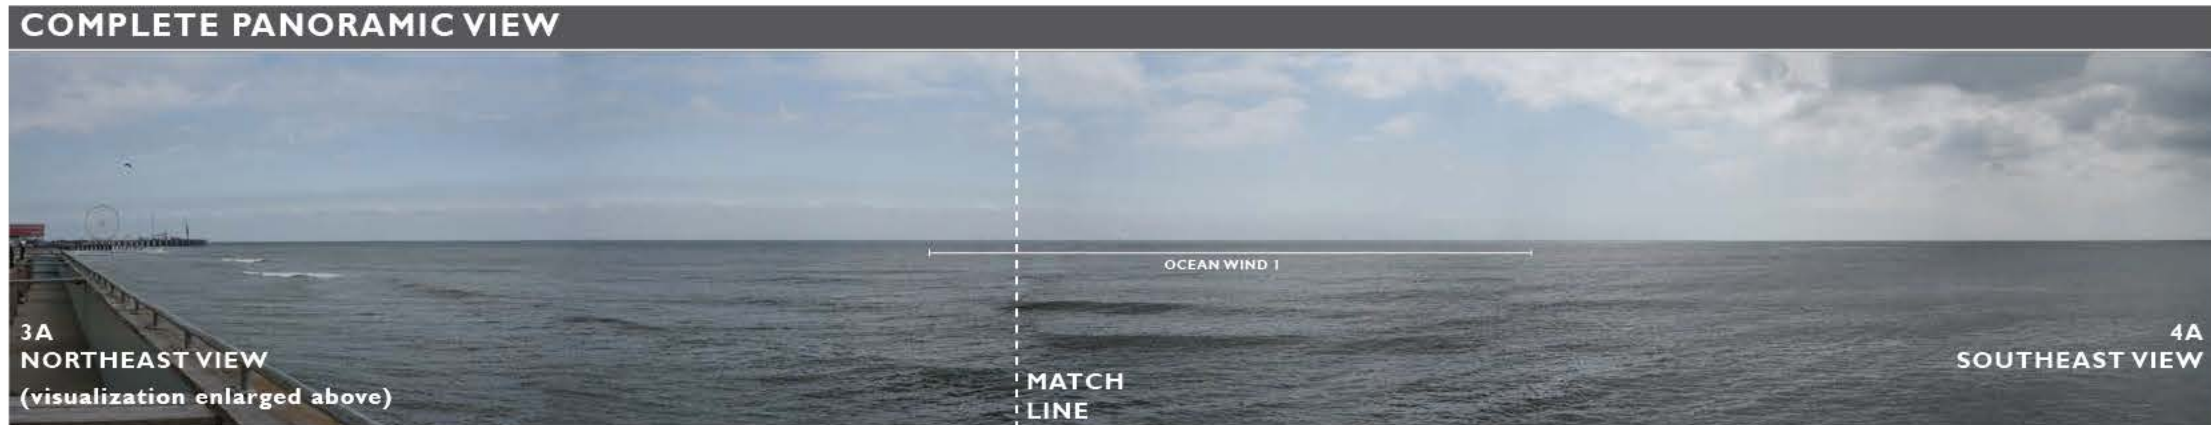 COMPLETE PANORAMIC VIEW
OCEAN WIND 1
3A
NORTHEAST VIEW
(visualization enlarged above)
MATCH
LINE
4A
SOUTHEAST VIEW